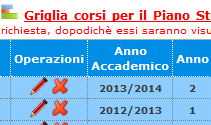 Griglia corsi per il Piano St
richiesta, dopodichè essi saranno visu
Operazioni Anno Accademico Anno
2013/2014 2
2012/2013 1